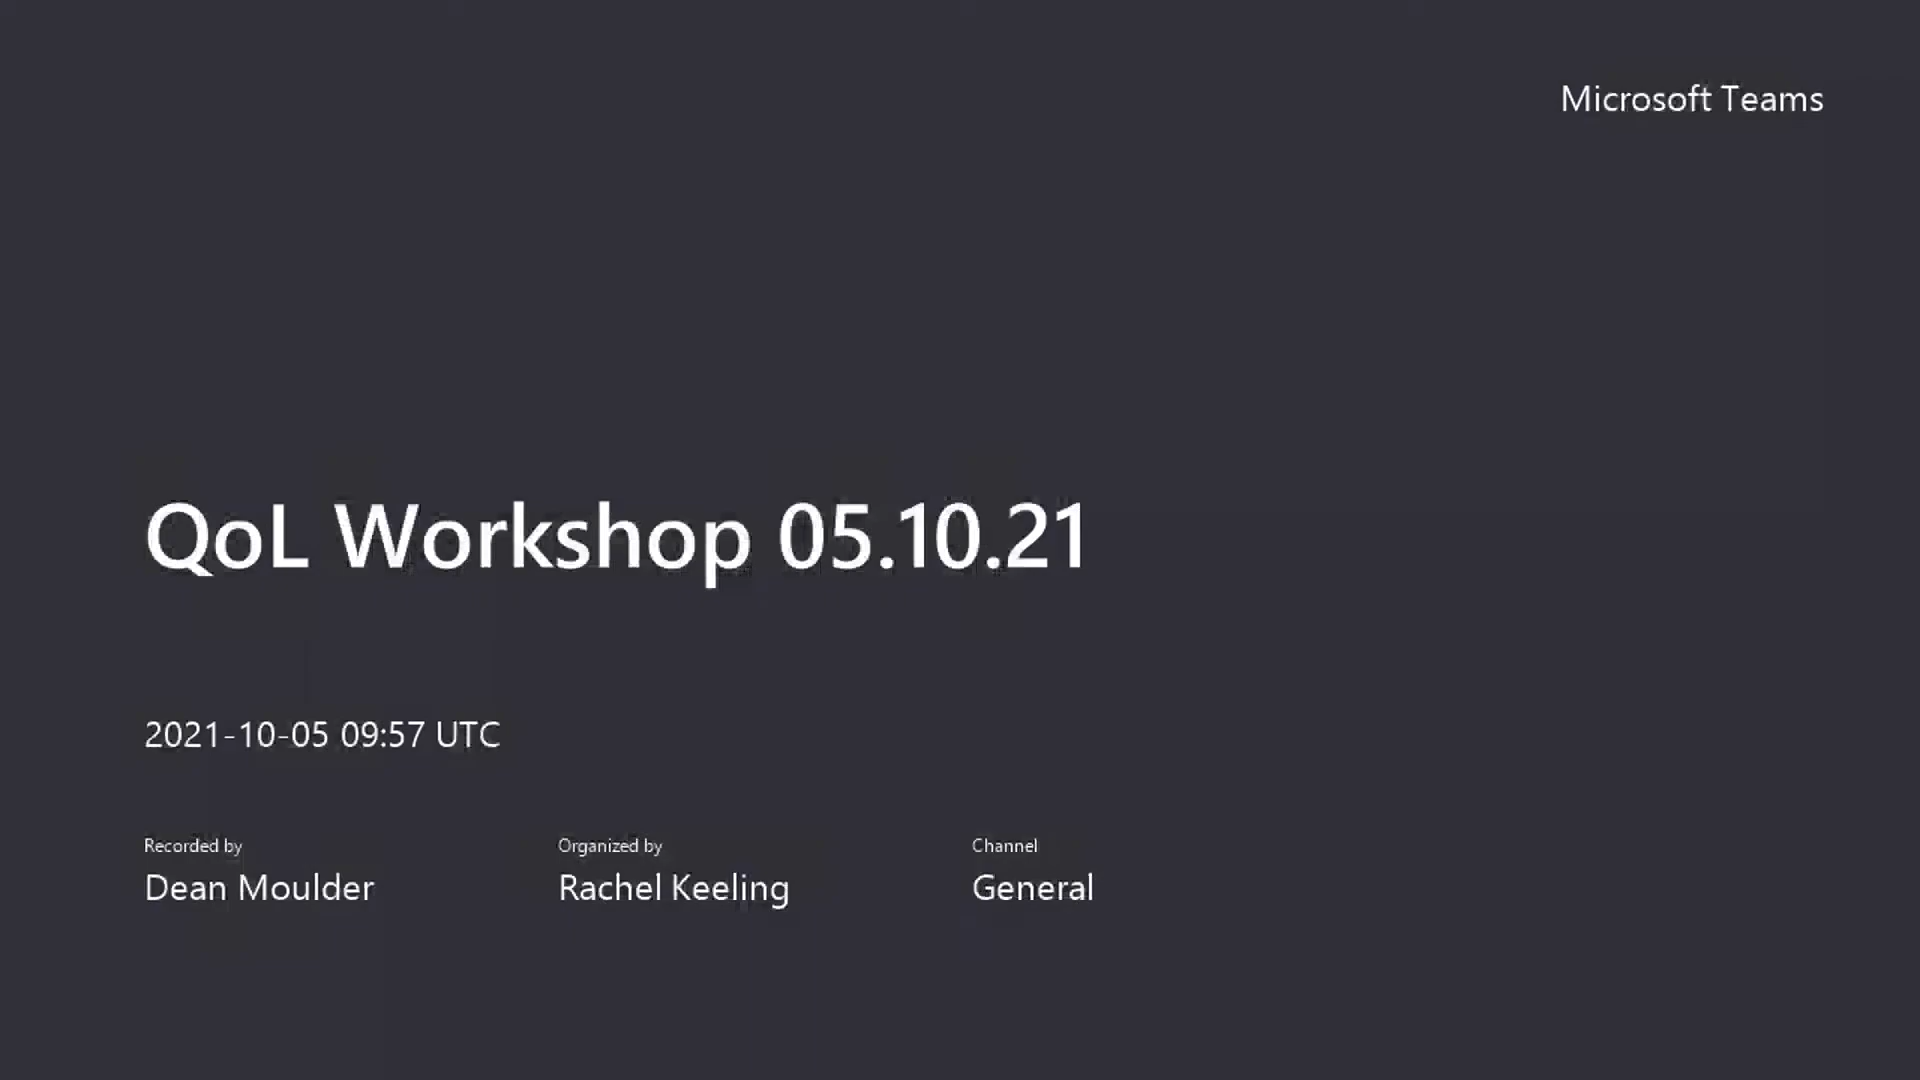 Microsoft Teams
QoL Workshop 05.10.21
2021-10-05 09:57 UTC
Recorded by
Dean Moulder
Organized by
Rachel Keeling
Channel
General